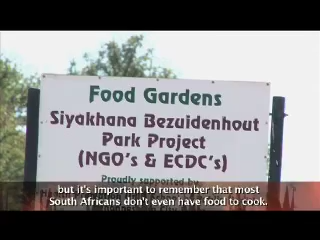 Food Gardens
Siyakhana Bezuidenhout
Park Project
(NGO's & ECDC's)
Proudly supported by
but it's important to remember that most
South Africans don't even have food to cook.